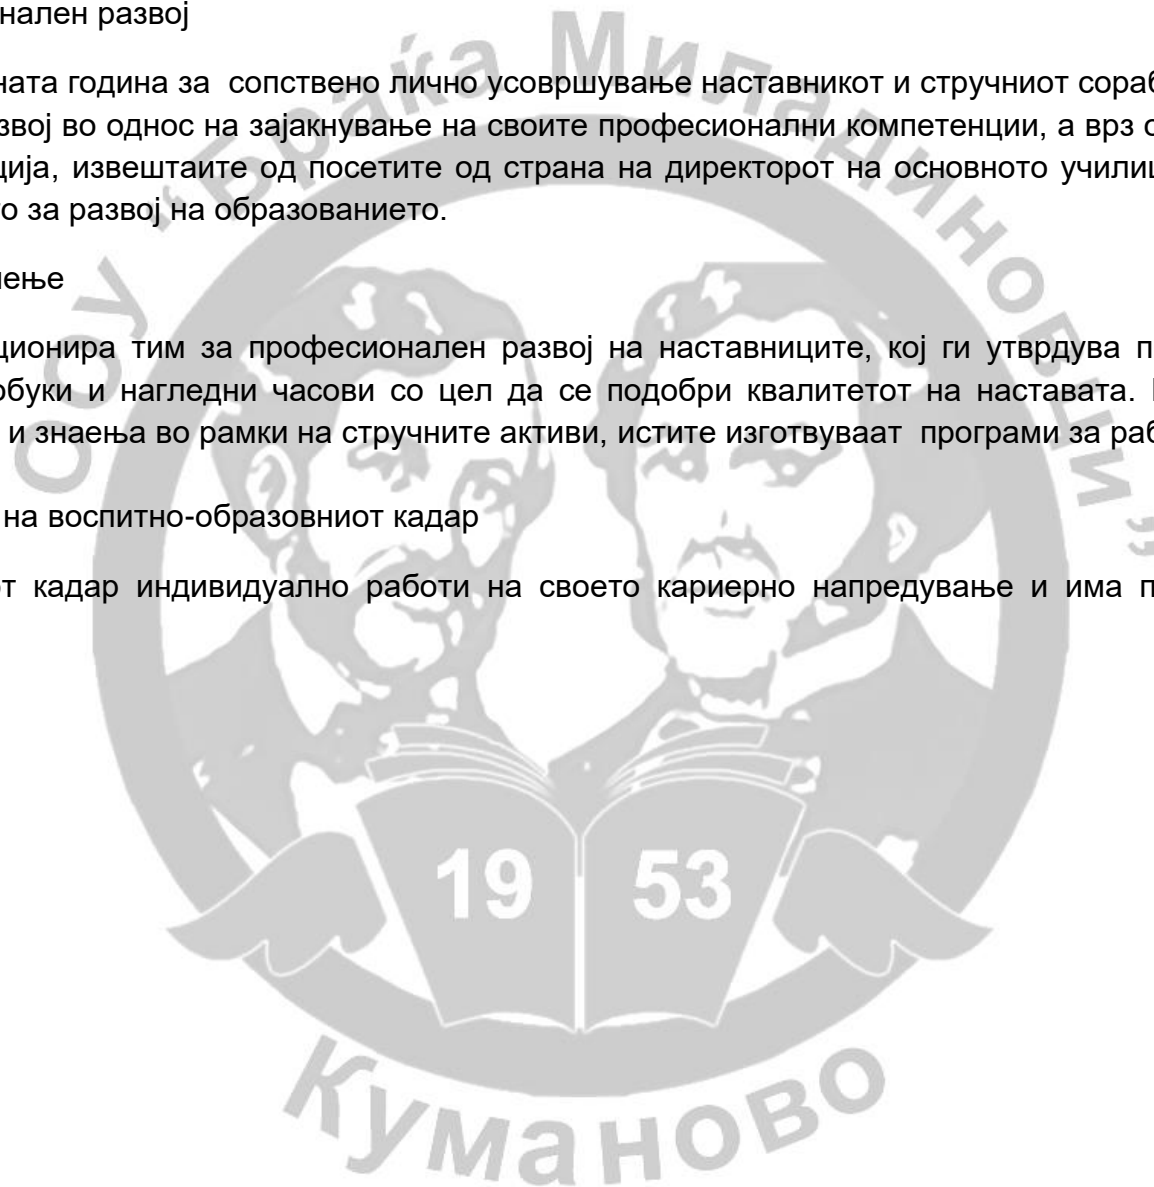 нален развој
ната година за сопствено лично усовршување наставникот и стручниот сораб
звој во однос на зајакнување на своите професионални компетенции, а врз о
ција, извештаите од посетите од страна на директорот на основното училиш
о за развој на образованието.
ење
ционира тим за професионален развој на наставниците, кој ги утврдува п
обуки и нагледни часови со цел да се подобри квалитетот на наставата.
и знаења во рамки на стручните активи, истите изготвуваат програми за раб
на воспитно-образовниот кадар
от кадар индивидуално работи на своето кариерно напредување и има п
ООУ “Браќа Миладиновци”
19 53
Куманово